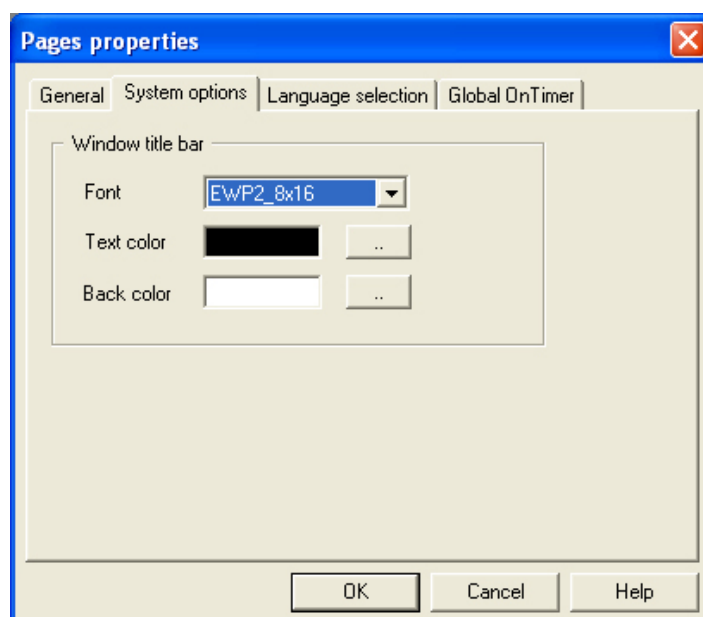 Pages properties
General System options Language selection Global OnTimer
Window title bar
Font EWP2_8x16
Text color ..
Back color ..
OK Cancel Help